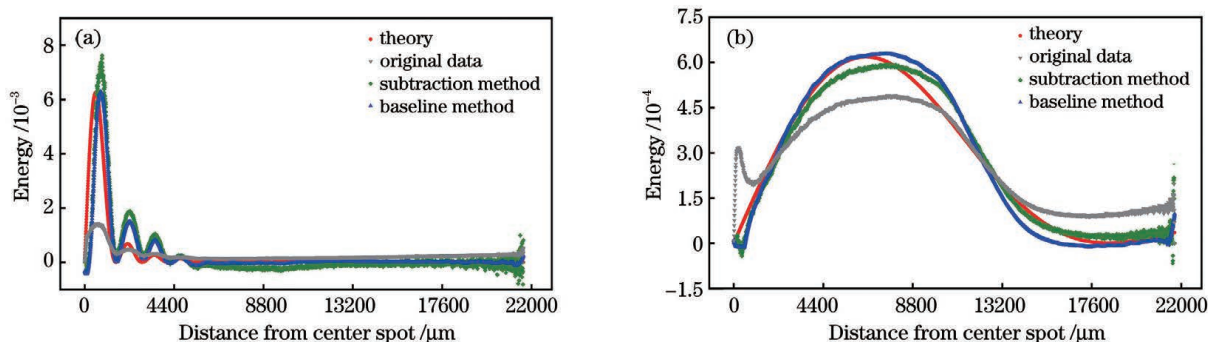 (a)
theory
original data
subtraction method
baseline method
8
6
4
2
0
Energy /10⁻³
0 4400 8800 13200 17600 22000
Distance from center spot /μm
(b)
theory
original data
subtraction method
baseline method
7.5
6.0
4.5
3.0
1.5
0
−1.5
Energy /10⁻⁴
0 4400 8800 13200 17600 22000
Distance from center spot /μm